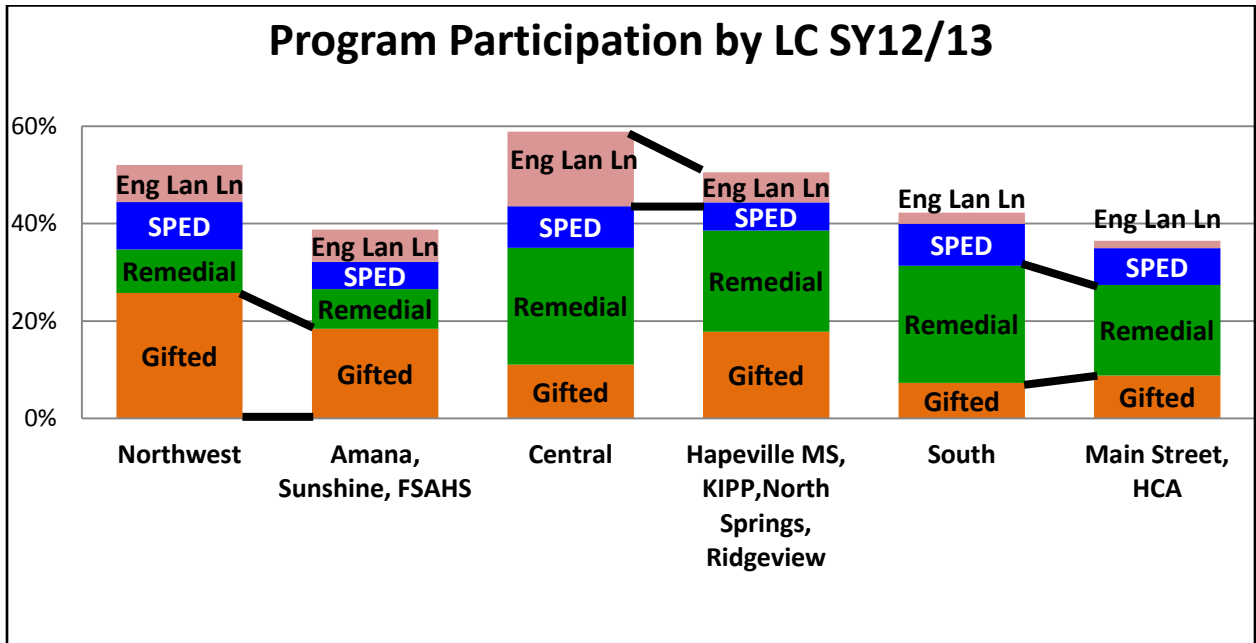 Program Participation by LC SY12/13
60%
40%
20%
0%
Eng Lan Ln
SPED
Remedial
Gifted
Eng Lan Ln
SPED
Remedial
Gifted
Eng Lan Ln
SPED
Remedial
Gifted
Eng Lan Ln
SPED
Remedial
Gifted
Eng Lan Ln
SPED
Remedial
Gifted
Eng Lan Ln
SPED
Remedial
Gifted
Northwest
Amana,
Sunshine, FSAHS
Central
Hapeville MS,
KIPP,North
Springs,
Ridgeview
South
Main Street,
HCA